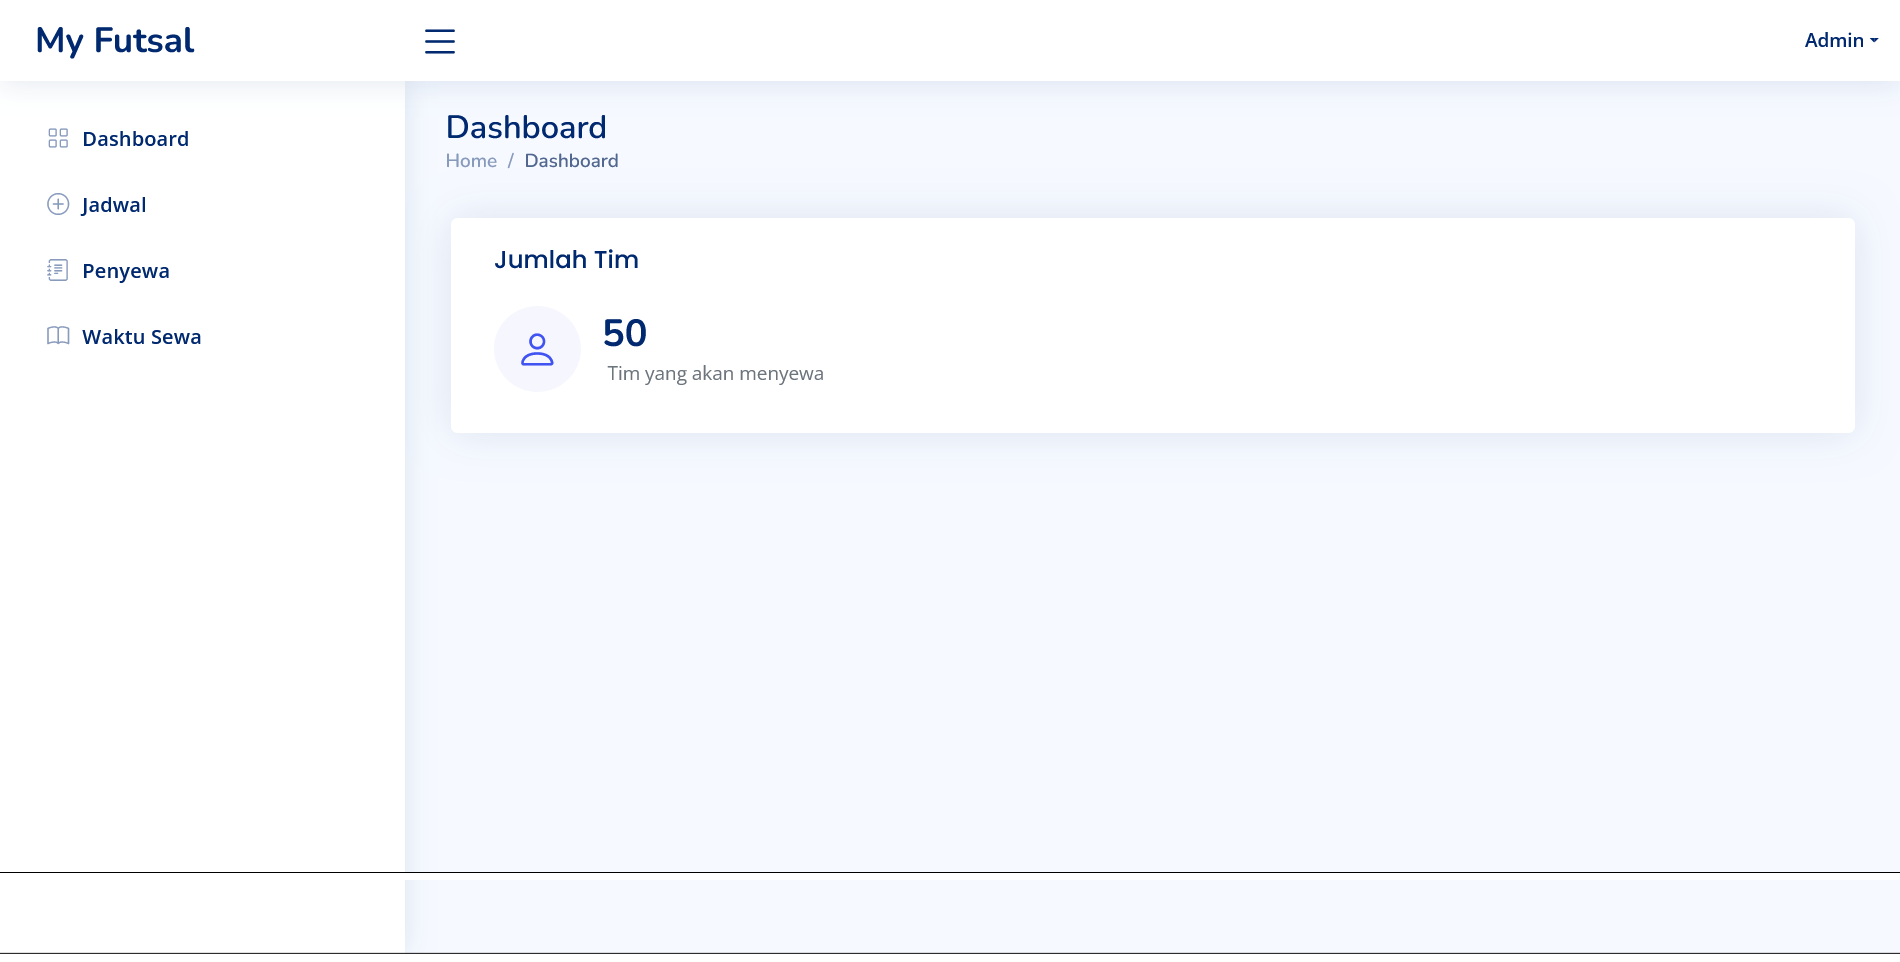 My Futsal
Admin
Dashboard
Jadwal
Penyewa
Waktu Sewa
Dashboard
Home / Dashboard
Jumlah Tim
50
Tim yang akan menyewa